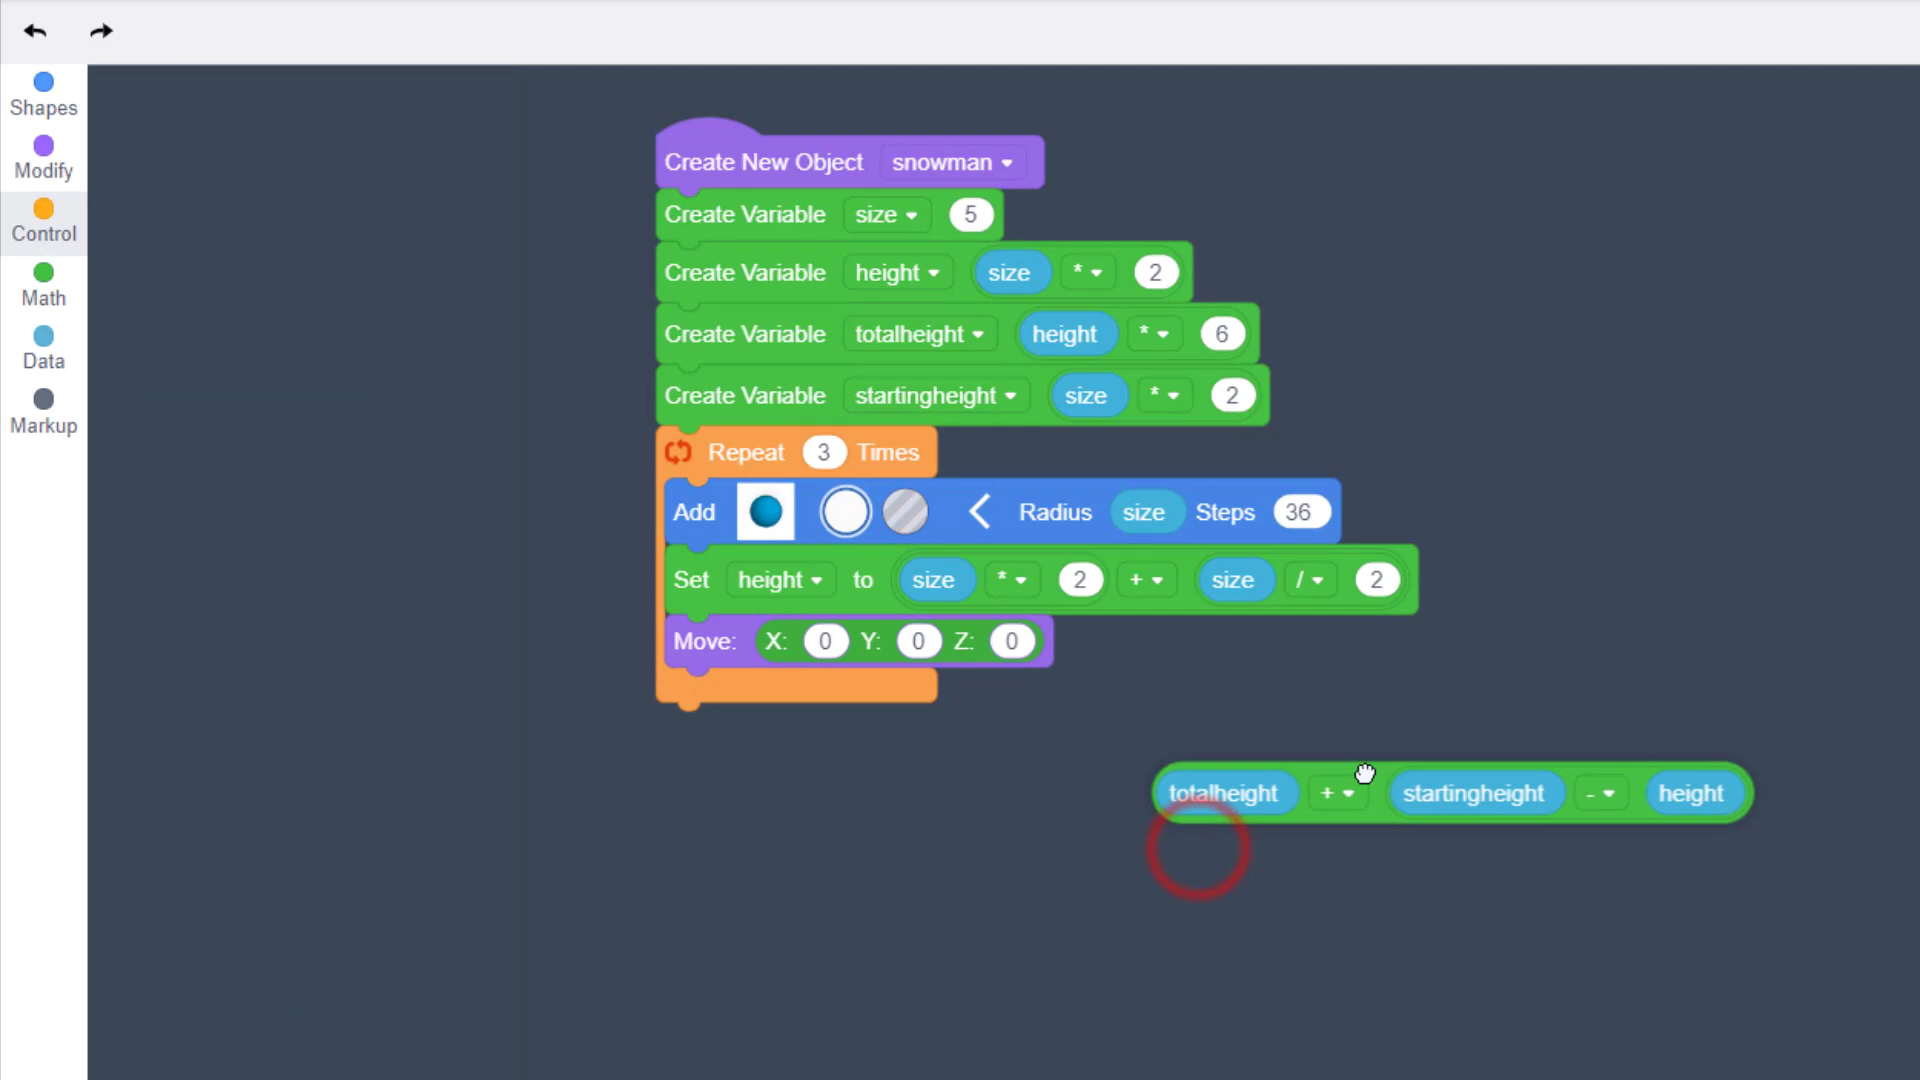 Shapes
Modify
Control
Math
Data
Markup
Create New Object snowman
Create Variable size 5
Create Variable height size * 2
Create Variable totalheight height * 6
Create Variable startingheight size * 2
Repeat 3 Times
Add Radius size Steps 36
Set height to size * 2 + size / 2
Move: X: 0 Y: 0 Z: 0
totalheight + startingheight - height